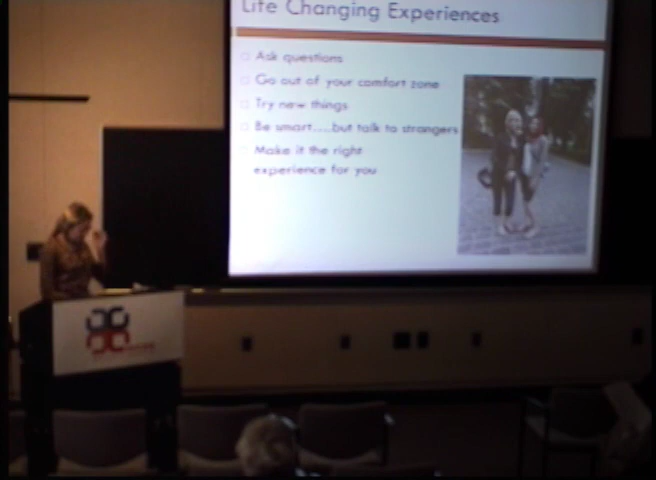 Life Changing Experiences
Ask questions
Go out of your comfort zone
Try new things
Be smart....but talk to strangers
Make it the right
experience for you